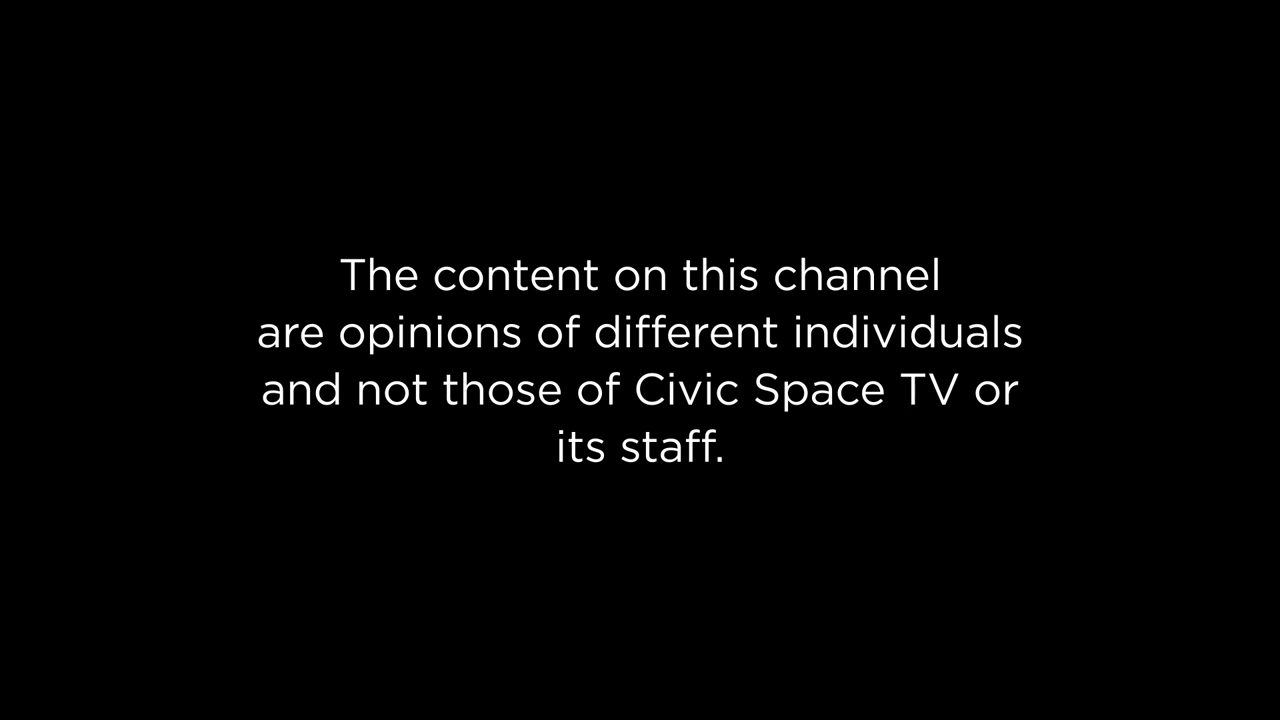 The content on this channel
are opinions of different individuals
and not those of Civic Space TV or
its staff.